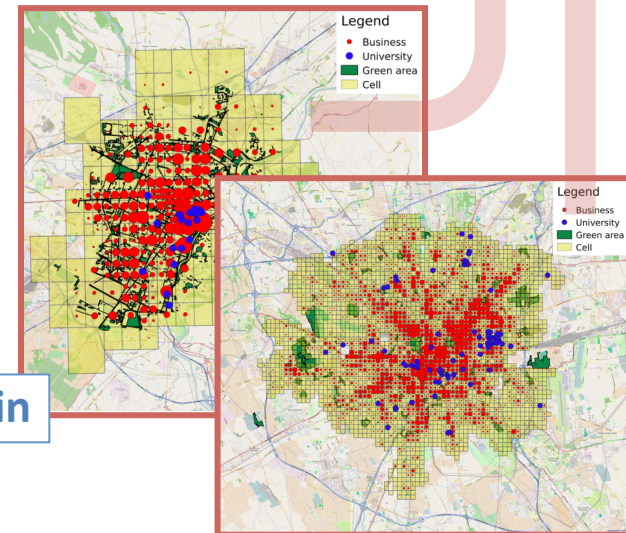 Legend
Business
University
Green area
Cell
Legend
Business
University
Green area
Cell
in